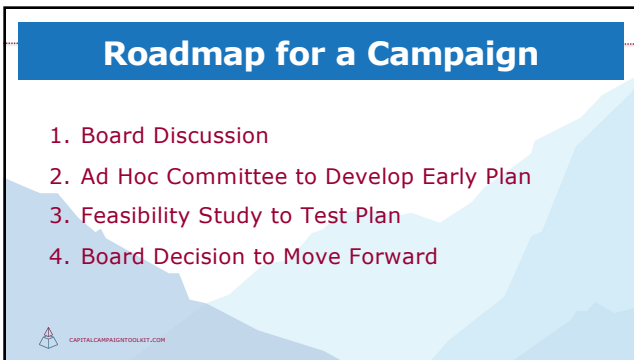 Roadmap for a Campaign
1. Board Discussion
2. Ad Hoc Committee to Develop Early Plan
3. Feasibility Study to Test Plan
4. Board Decision to Move Forward
CAPITALCAMPAIGNTOOLKIT.COM